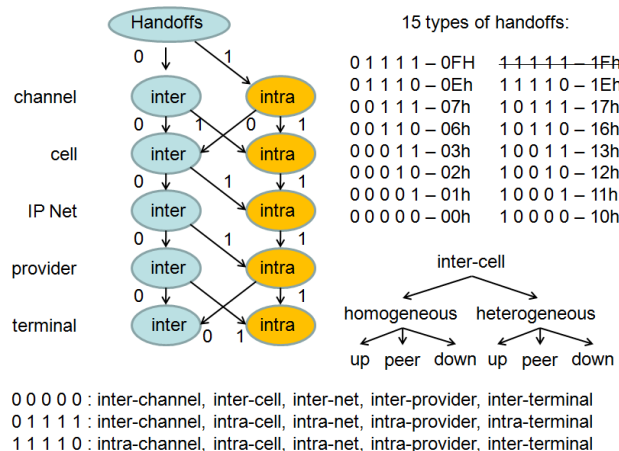 Handoffs
0 1
channel inter intra
0 1 0 1
cell inter intra
0 1 1
IP Net inter intra
0 1 1
provider inter intra
0 1
terminal inter intra
0 1
15 types of handoffs:
0 1 1 1 1 – 0FH 1 1 1 1 1 – 1Fh
0 1 1 1 0 – 0Eh 1 1 1 1 0 – 1Eh
0 0 1 1 1 – 07h 1 0 1 1 1 – 17h
0 0 1 1 0 – 06h 1 0 1 1 0 – 16h
0 0 0 1 1 – 03h 1 0 0 1 1 – 13h
0 0 0 1 0 – 02h 1 0 0 1 0 – 12h
0 0 0 0 1 – 01h 1 0 0 0 1 – 11h
0 0 0 0 0 – 00h 1 0 0 0 0 – 10h
inter-cell
homogeneous heterogeneous
up peer down up peer down
0 0 0 0 0 : inter-channel, inter-cell, inter-net, inter-provider, inter-terminal
0 1 1 1 1 : inter-channel, intra-cell, intra-net, intra-provider, intra-terminal
1 1 1 1 0 : intra-channel, intra-cell, intra-net, intra-provider, inter-terminal